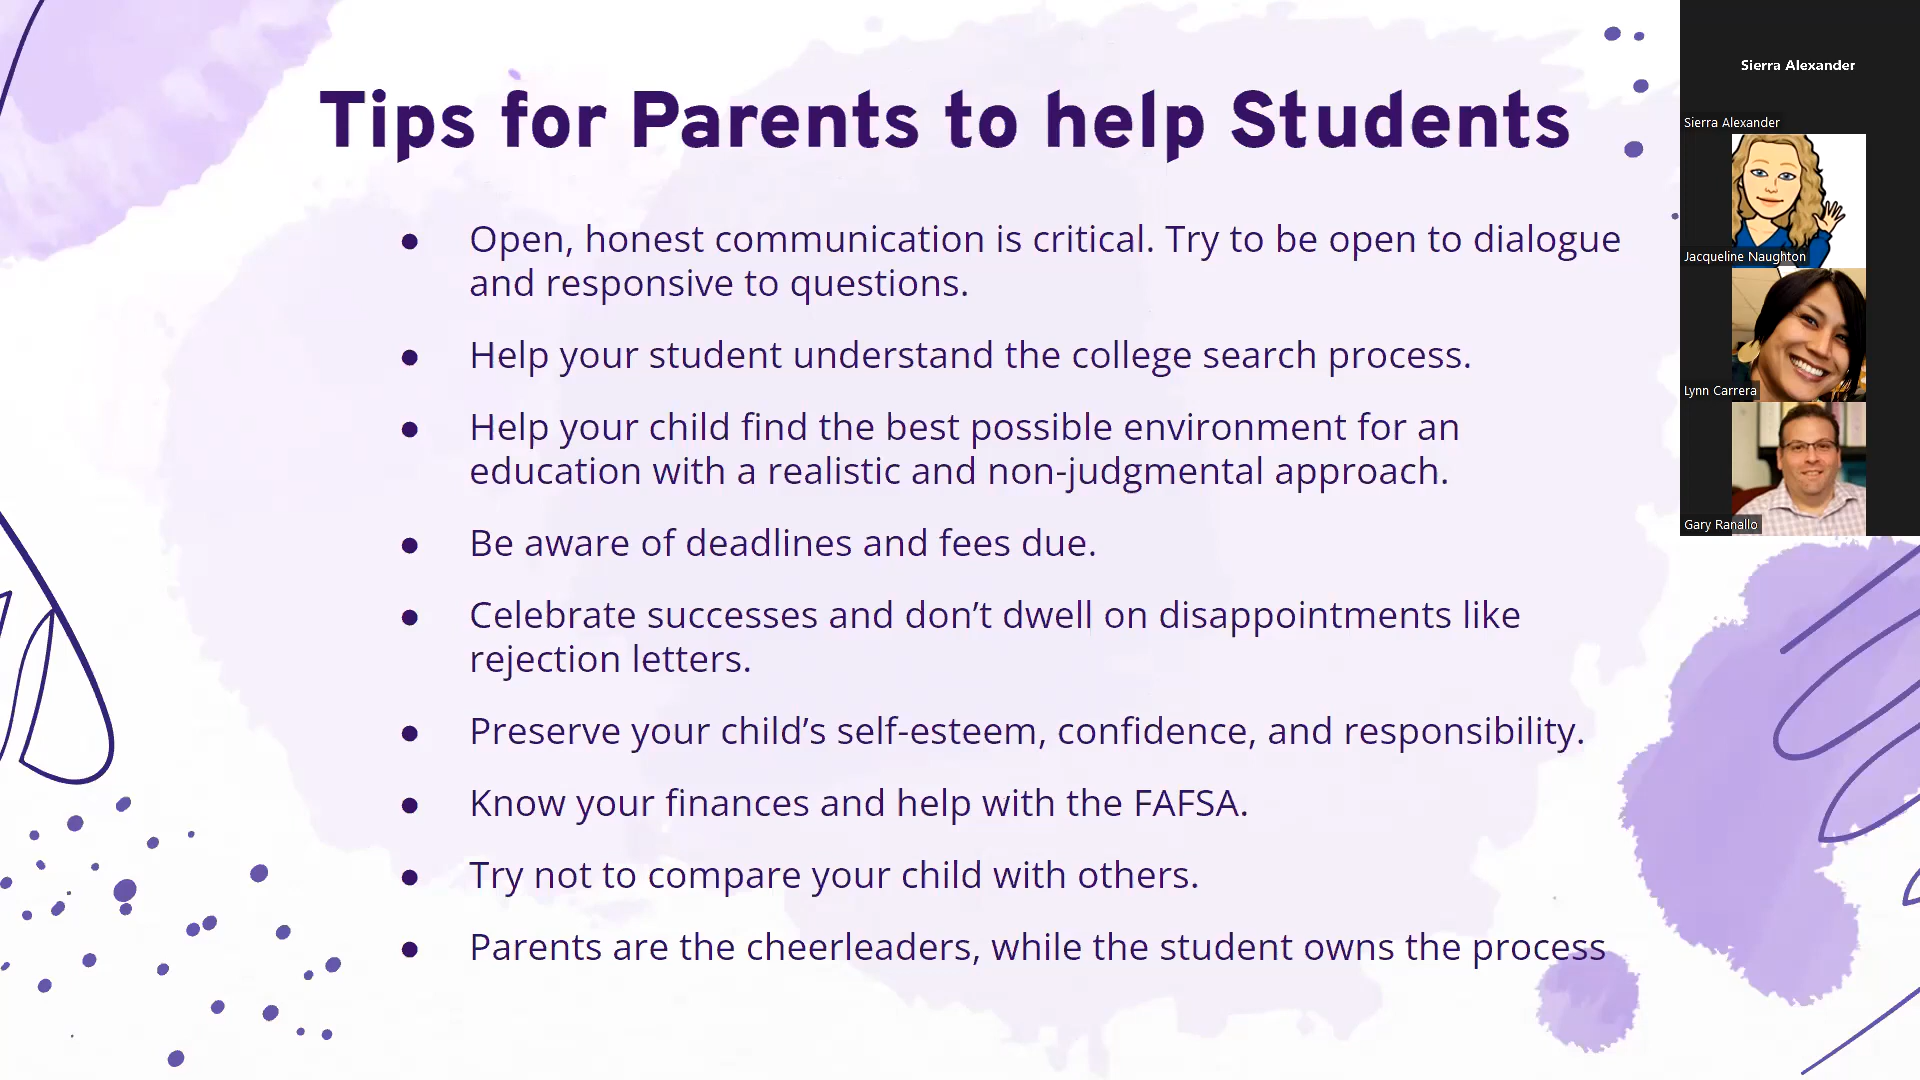 Tips for Parents to help Students
● Open, honest communication is critical. Try to be open to dialogue
and responsive to questions.
● Help your student understand the college search process.
● Help your child find the best possible environment for an
education with a realistic and non-judgmental approach.
● Be aware of deadlines and fees due.
● Celebrate successes and don’t dwell on disappointments like
rejection letters.
● Preserve your child’s self-esteem, confidence, and responsibility.
● Know your finances and help with the FAFSA.
● Try not to compare your child with others.
● Parents are the cheerleaders, while the student owns the process
Sierra Alexander
Sierra Alexander
Jacqueline Naughton
Lynn Carrera
Gary Ranallo